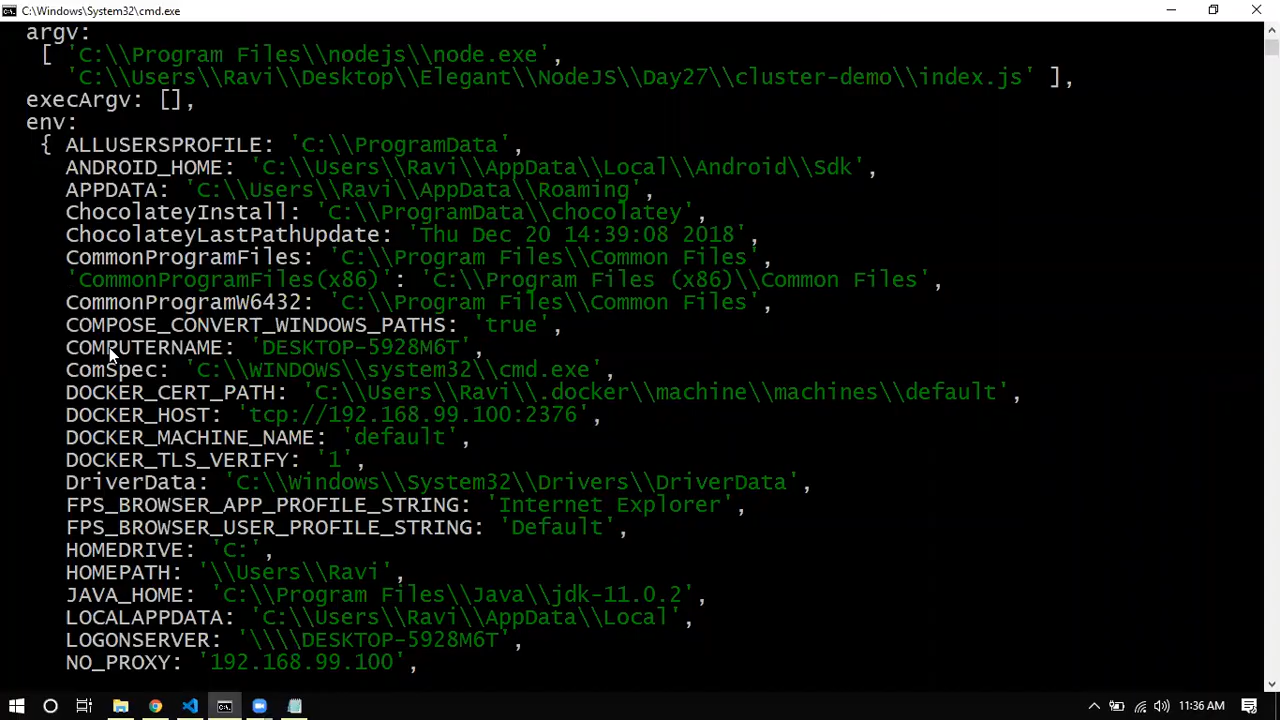 C:\Windows\System32\cmd.exe
argv:
[ 'C:\\Program Files\\nodejs\\node.exe',
'C:\\Users\\Ravi\\Desktop\\Elegant\\NodeJS\\Day27\\cluster-demo\\index.js' ],
execArgv: [],
env:
{ ALLUSERSPROFILE: 'C:\\ProgramData',
ANDROID_HOME: 'C:\\Users\\Ravi\\AppData\\Local\\Android\\Sdk',
APPDATA: 'C:\\Users\\Ravi\\AppData\\Roaming',
ChocolateyInstall: 'C:\\ProgramData\\chocolatey',
ChocolateyLastPathUpdate: 'Thu Dec 20 14:39:08 2018',
CommonProgramFiles: 'C:\\Program Files\\Common Files',
'CommonProgramFiles(x86)': 'C:\\Program Files (x86)\\Common Files',
CommonProgramW6432: 'C:\\Program Files\\Common Files',
COMPOSE_CONVERT_WINDOWS_PATHS: 'true',
COMPUTERNAME: 'DESKTOP-5928M6T',
ComSpec: 'C:\\WINDOWS\\system32\\cmd.exe',
DOCKER_CERT_PATH: 'C:\\Users\\Ravi\\.docker\\machine\\machines\\default',
DOCKER_HOST: 'tcp://192.168.99.100:2376',
DOCKER_MACHINE_NAME: 'default',
DOCKER_TLS_VERIFY: '1',
DriverData: 'C:\\Windows\\System32\\Drivers\\DriverData',
FPS_BROWSER_APP_PROFILE_STRING: 'Internet Explorer',
FPS_BROWSER_USER_PROFILE_STRING: 'Default',
HOMEDRIVE: 'C:',
HOMEPATH: '\\Users\\Ravi',
JAVA_HOME: 'C:\\Program Files\\Java\\jdk-11.0.2',
LOCALAPPDATA: 'C:\\Users\\Ravi\\AppData\\Local',
LOGONSERVER: '\\\\DESKTOP-5928M6T',
NO_PROXY: '192.168.99.100',
11:36 AM